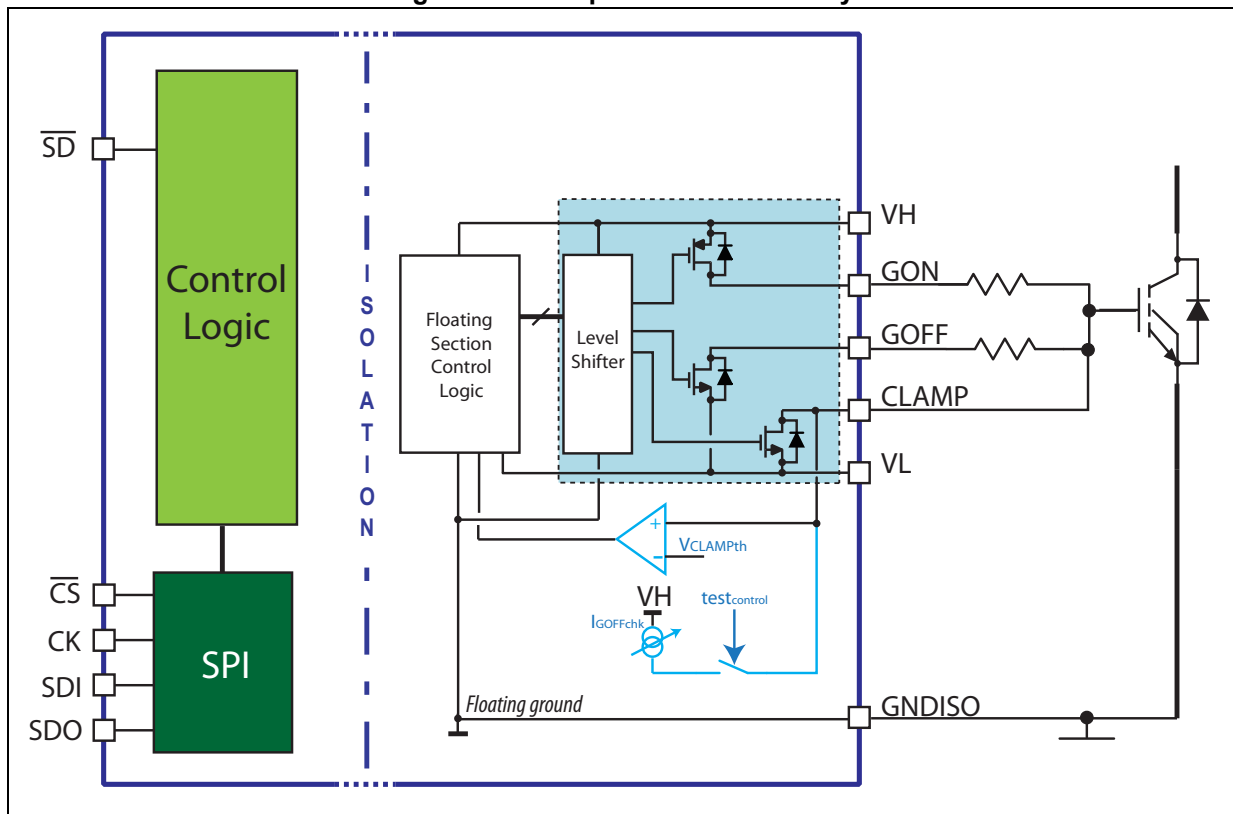 SD
Control
Logic
CS
CK
SDI
SDO
SPI
ISOLATION
Floating
Section
Control
Logic
Level
Shifter
VH
GON
GOFF
CLAMP
VL
+
−
VCLAMPth
VH
IGOFFchk
testcontrol
Floating ground
GNDISO